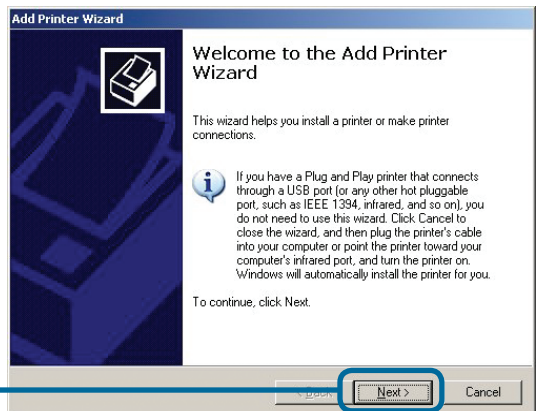 Add Printer Wizard
Welcome to the Add Printer
Wizard
This wizard helps you install a printer or make printer
connections.
If you have a Plug and Play printer that connects
through a USB port (or any other hot pluggable
port, such as IEEE 1394, infrared, and so on), you
do not need to use this wizard. Click Cancel to
close the wizard, and then plug the printer's cable
into your computer or point the printer toward your
computer's infrared port, and turn the printer on.
Windows will automatically install the printer for you.
To continue, click Next.
< Back Next > Cancel